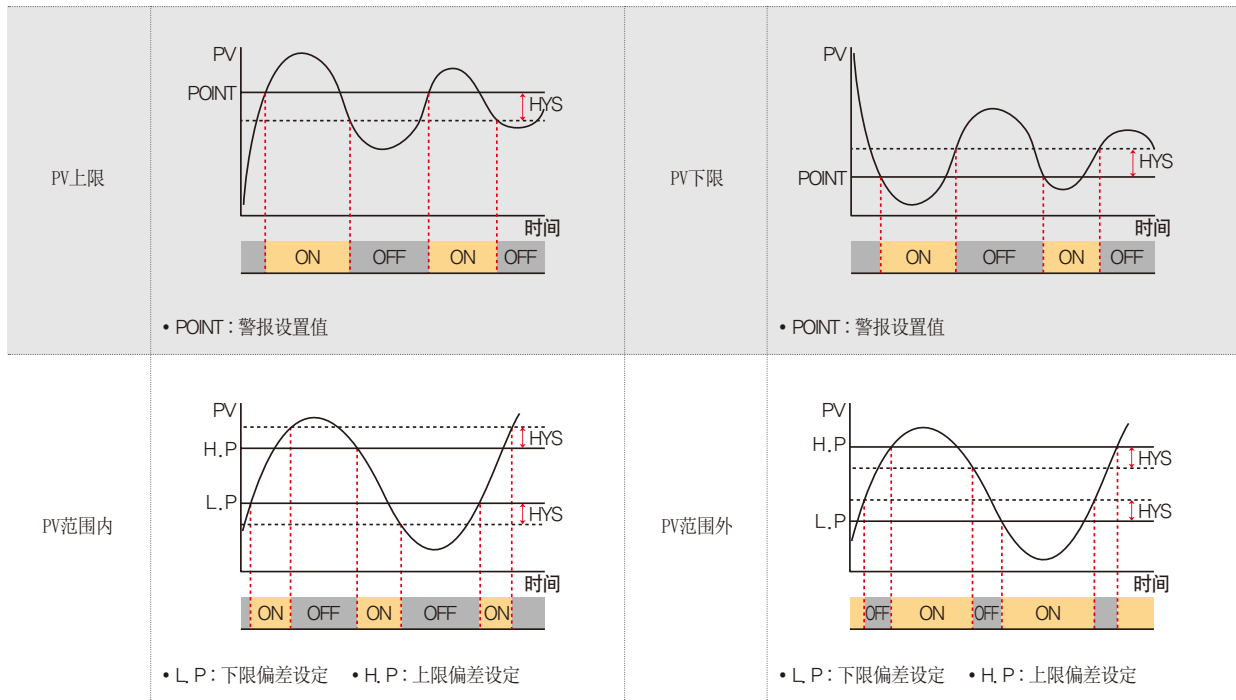 PV上限
PV
POINT
HYS
时间
ON OFF ON OFF
• POINT : 警报设置值
PV下限
PV
POINT
HYS
时间
ON OFF ON OFF
• POINT : 警报设置值
PV范围内
PV
H.P
HYS
L.P
HYS
时间
ON OFF ON OFF ON
• L. P : 下限偏差设定 • H. P : 上限偏差设定
PV范围外
PV
H.P
HYS
HYS
L.P
时间
OFF ON OFF ON
• L. P : 下限偏差设定 • H. P : 上限偏差设定